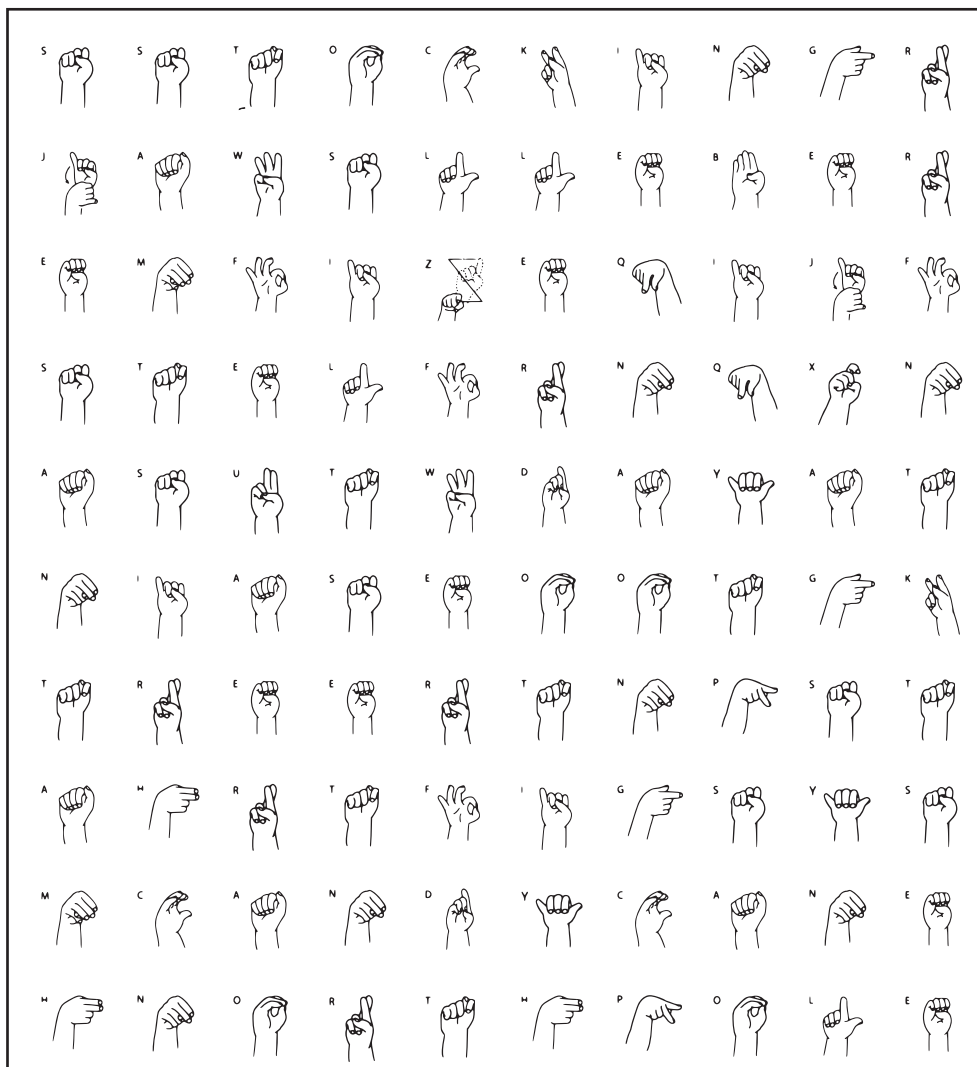 S S T O C K I N G R
J A W S L L E B E R
E M F I Z E Q I J F
S T E L F R N Q X N
A S U T W D A Y A T
N I A S E O O T G K
T R E E R T N P S T
A H R T F I G S Y S
M C A N D Y C A N E
H N O R T H P O L E